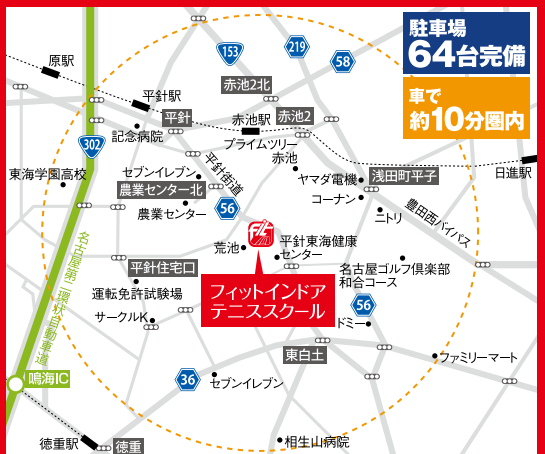 駐車場
64台完備
車で
約10分圏内
原駅
153
219
58
赤池2北
平針駅
平針
赤池駅
赤池2
記念病院
プライムツリー
302
赤池
日進駅
東海学園高校
セブンイレブン
平針街道
ヤマダ電機
浅田町平子
農業センター北
コーナン
農業センター
56
ニトリ
豊田西バイパス
FIT
荒池
平針東海健康
センター
名古屋第二環状自動車道
平針住宅口
名古屋ゴルフ倶楽部
和合コース
運転免許試験場
フィットインドア
テニススクール
サークルK
56
ドミー
東白土
ファミリーマート
鳴海IC
36
セブンイレブン
徳重駅
徳重
相生山病院